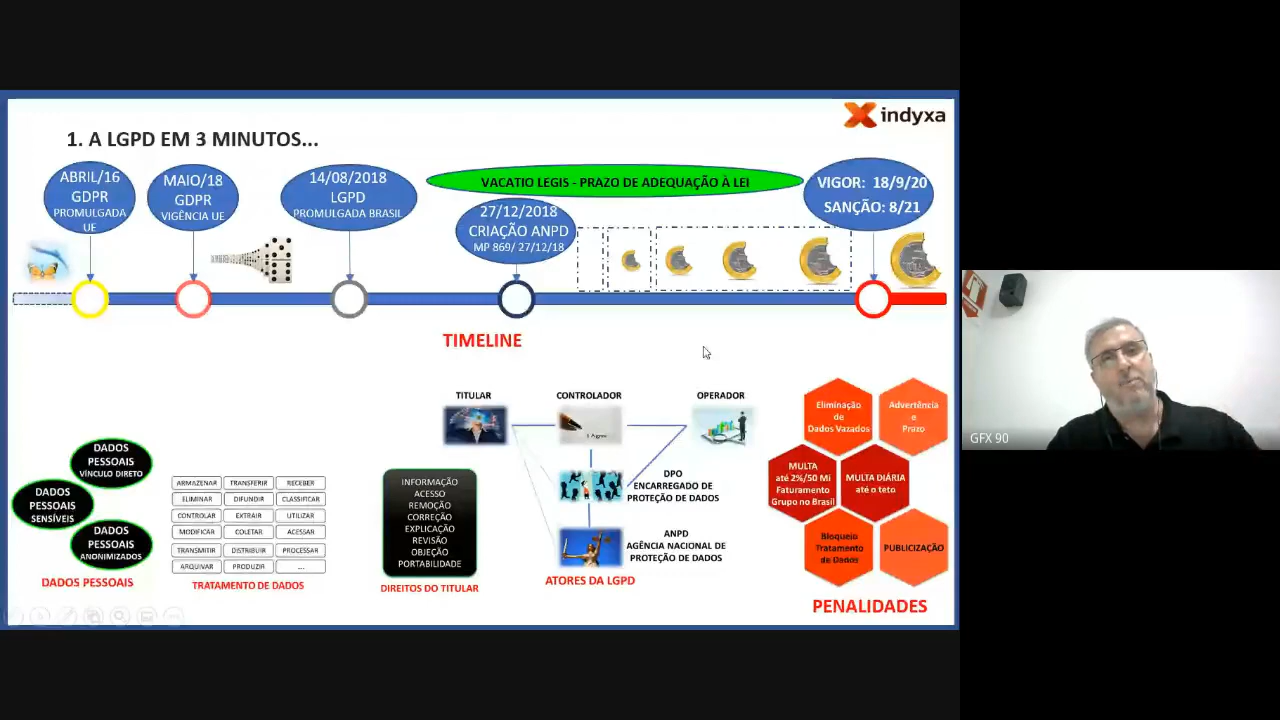 indyxa
1. A LGPD EM 3 MINUTOS...
ABRIL/16
GDPR
PROMULGADA
UE
MAIO/18
GDPR
VIGÊNCIA UE
14/08/2018
LGPD
PROMULGADA BRASIL
VACATIO LEGIS - PRAZO DE ADEQUAÇÃO À LEI
27/12/2018
CRIAÇÃO ANPD
MP 869/ 27/12/18
VIGOR: 18/9/20
SANÇÃO: 8/21
TIMELINE
DADOS
PESSOAIS
VÍNCULO DIRETO
DADOS
PESSOAIS
SENSÍVEIS
DADOS
PESSOAIS
ANONIMIZADOS
DADOS PESSOAIS
ARMAZENAR TRANSFERIR RECEBER
ELIMINAR DIFUNDIR CLASSIFICAR
CONTROLAR EXTRAIR UTILIZAR
MODIFICAR COLETAR ACESSAR
TRANSMITIR DISTRIBUIR PROCESSAR
ARQUIVAR PRODUZIR ...
TRATAMENTO DE DADOS
INFORMAÇÃO
ACESSO
REMOÇÃO
CORREÇÃO
EXPLICAÇÃO
REVISÃO
OBJEÇÃO
PORTABILIDADE
DIREITOS DO TITULAR
TITULAR
CONTROLADOR
OPERADOR
I Agree
DPO
ENCARREGADO DE
PROTEÇÃO DE DADOS
ANPD
AGÊNCIA NACIONAL DE
PROTEÇÃO DE DADOS
ATORES DA LGPD
Eliminação
de
Dados Vazados
Advertência
e
Prazo
MULTA
até 2%/50 Mi
Faturamento
Grupo no Brasil
MULTA DIÁRIA
até o teto
Bloqueio
Tratamento
de Dados
PUBLICIZAÇÃO
PENALIDADES
GFX 90